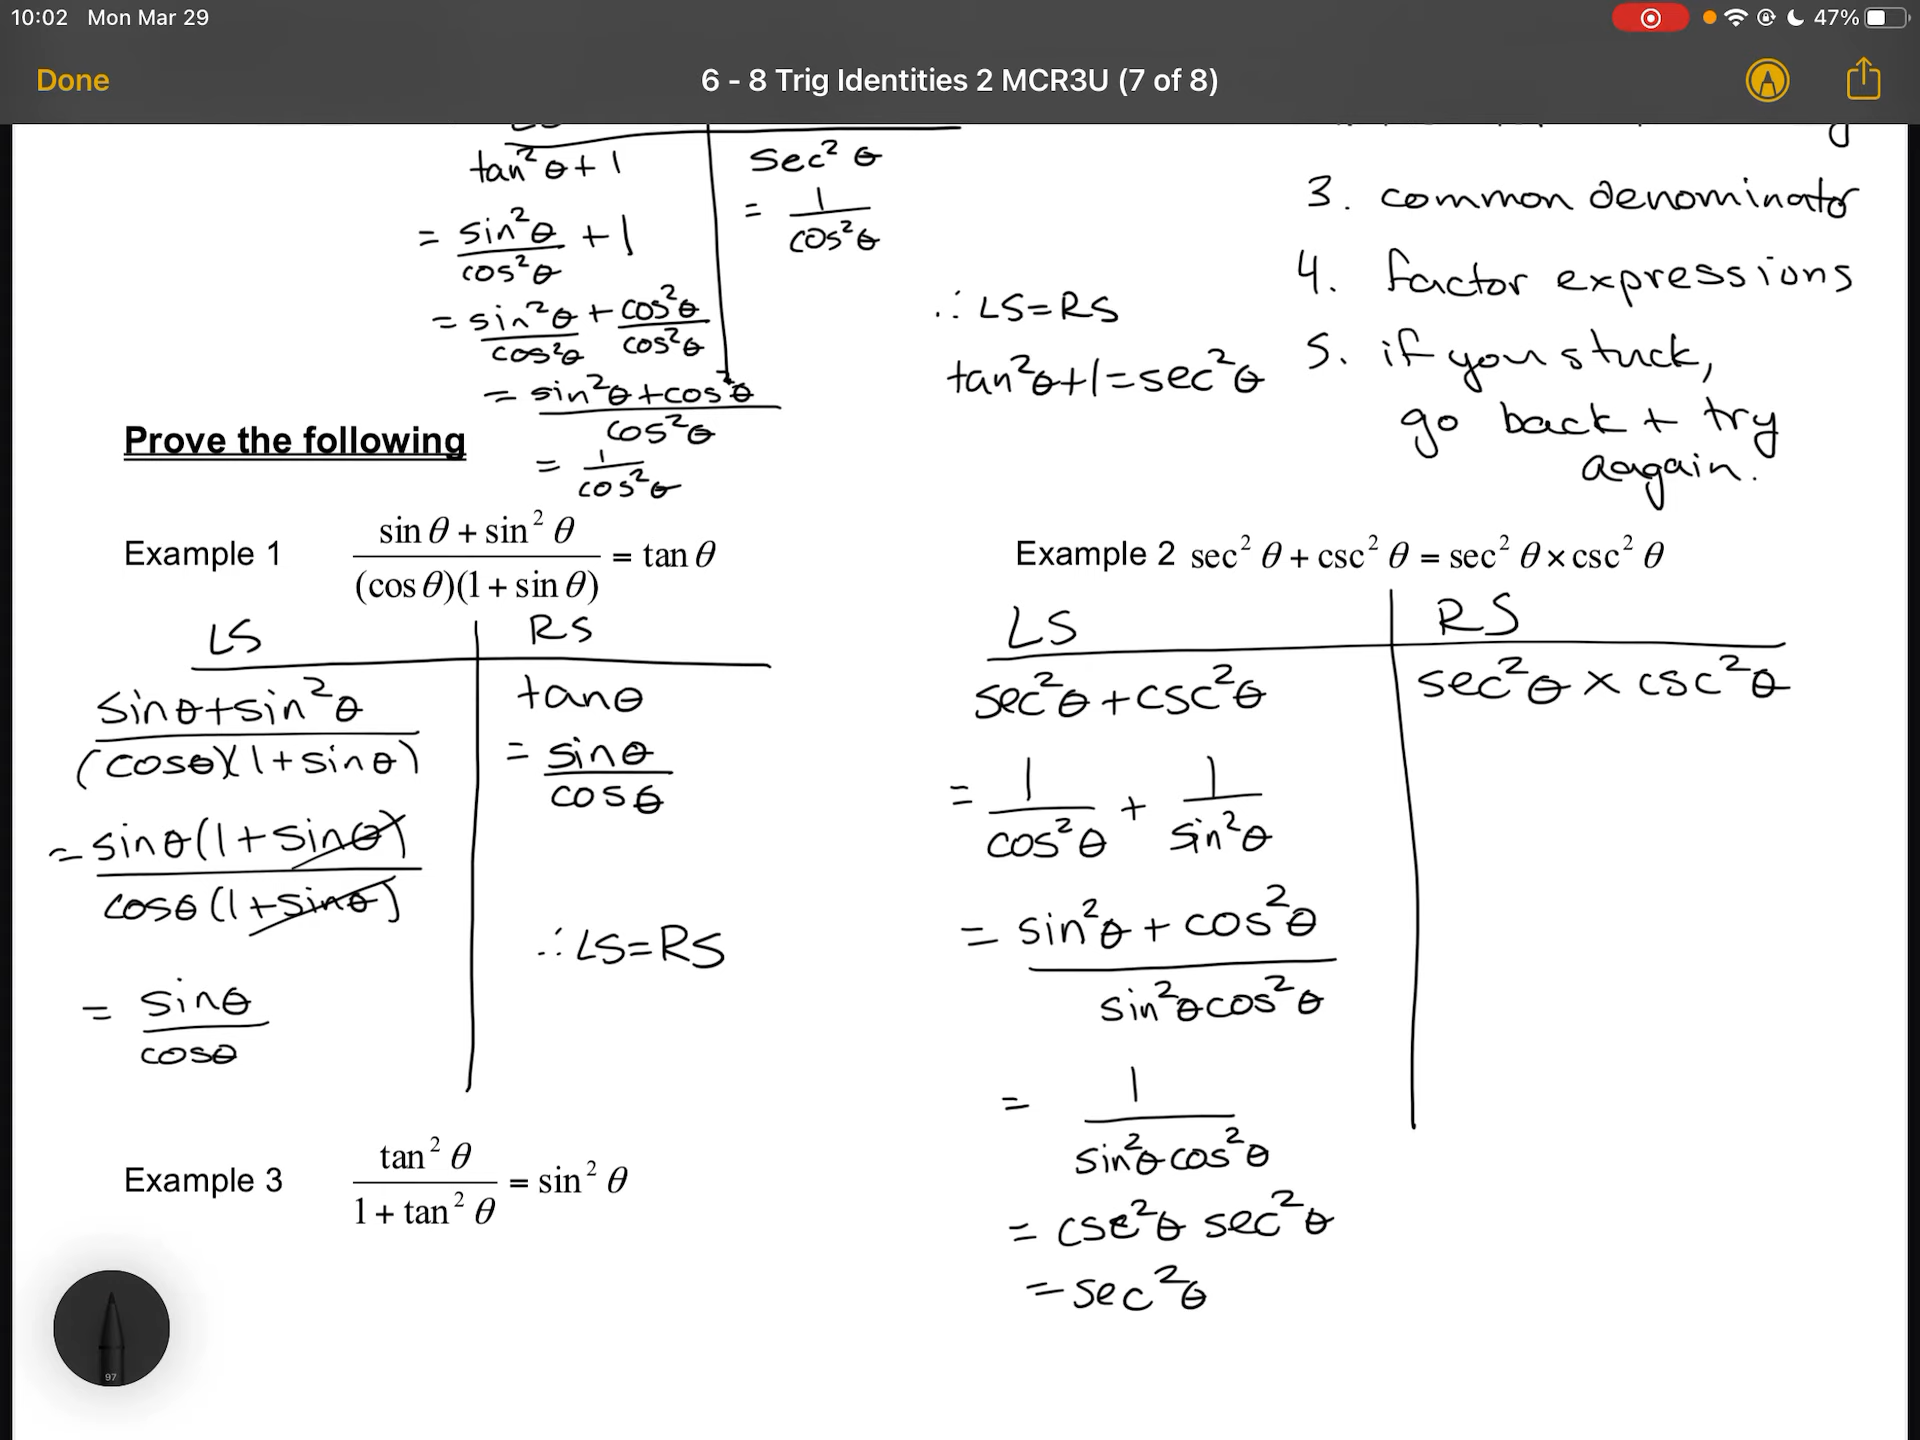 10:02 Mon Mar 29
47%
Done
6 - 8 Trig Identities 2 MCR3U (7 of 8)
tan²θ+1
= sin²θ/cos²θ +1
= sin²θ/cos²θ + cos²θ/cos²θ
= sin²θ+cos²θ/cos²θ
= 1/cos²θ
sec²θ
= 1/cos²θ
∴ LS=RS
tan²θ+1=sec²θ
3. common denominator
4. factor expressions
5. if you stuck,
go back + try
aagain.
Prove the following
Example 1 sin θ + sin² θ/(cos θ)(1 + sin θ) = tan θ
LS
sinθ+sin²θ/(cosθ)(1+sinθ)
= sinθ(1+sinθ)/cosθ(1+sinθ)
= sinθ/cosθ
RS
tanθ
= sinθ/cosθ
∴ LS=RS
Example 2 sec² θ + csc² θ = sec² θ × csc² θ
LS
sec²θ+csc²θ
= 1/cos²θ + 1/sin²θ
= sin²θ+cos²θ/sin²θcos²θ
= 1/sin²θcos²θ
= csc²θ sec²θ
= sec²θ
RS
sec²θ × csc²θ
Example 3 tan² θ/1 + tan² θ = sin² θ
97